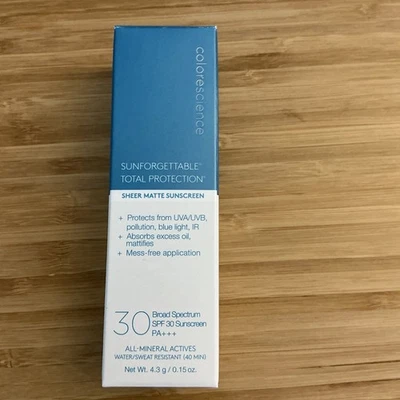 colorescience
SUNFORGETTABLE™
TOTAL PROTECTION™
SHEER MATTE SUNSCREEN
+ Protects from UVA/UVB,
pollution, blue light, IR
+ Absorbs excess oil,
mattifies
+ Mess-free application
30 Broad Spectrum
SPF 30 Sunscreen
PA+++
ALL-MINERAL ACTIVES
WATER/SWEAT RESISTANT (40 MIN)
Net Wt. 4.3 g / 0.15 oz.